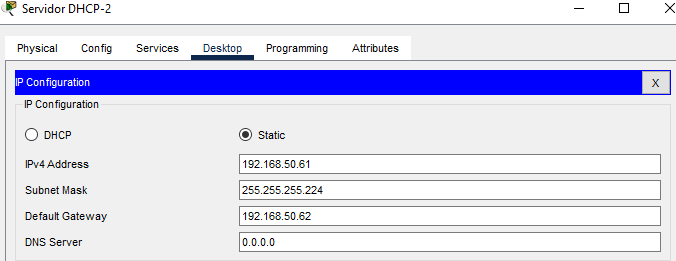 Servidor DHCP-2
Physical Config Services Desktop Programming Attributes
IP Configuration X
IP Configuration
DHCP Static
IPv4 Address 192.168.50.61
Subnet Mask 255.255.255.224
Default Gateway 192.168.50.62
DNS Server 0.0.0.0